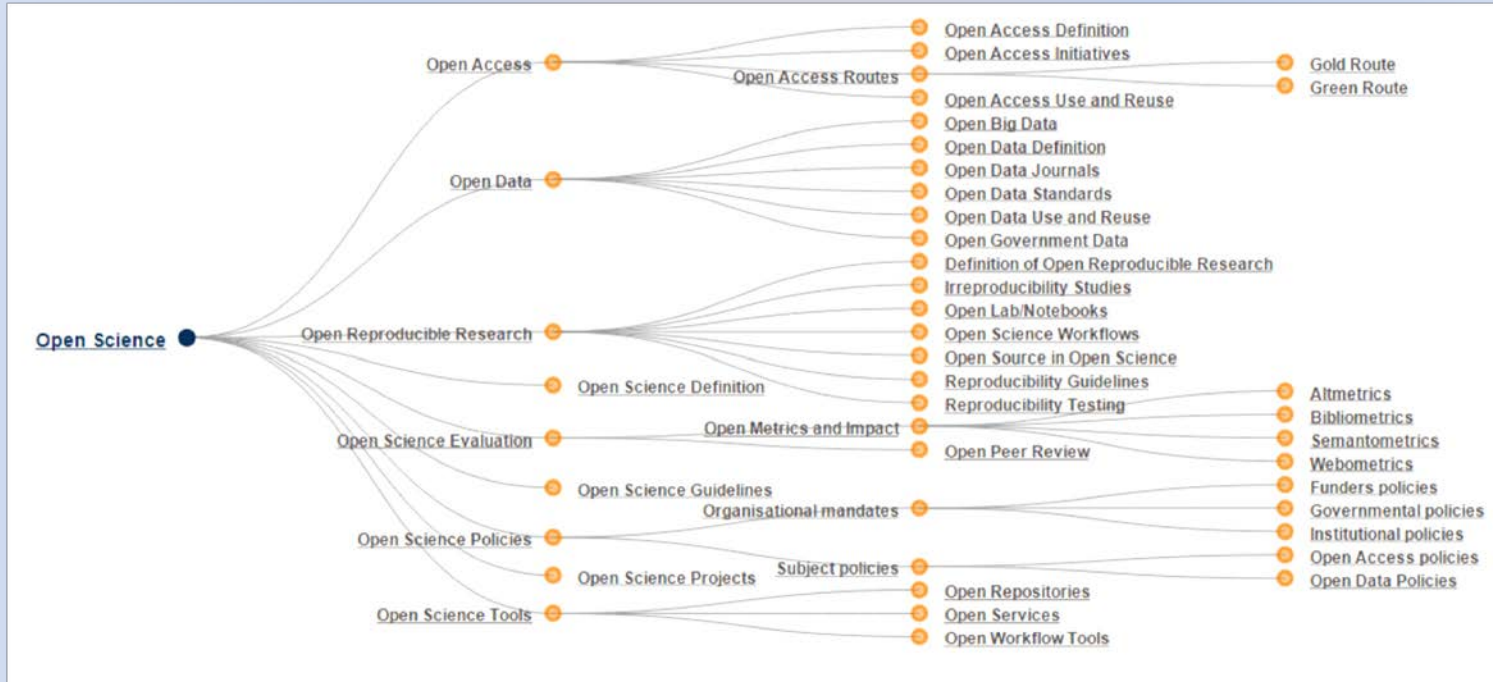 Open Science
Open Access
Open Access Definition
Open Access Initiatives
Open Access Routes
Gold Route
Green Route
Open Access Use and Reuse
Open Data
Open Big Data
Open Data Definition
Open Data Journals
Open Data Standards
Open Data Use and Reuse
Open Government Data
Open Reproducible Research
Definition of Open Reproducible Research
Irreproducibility Studies
Open Lab/Notebooks
Open Science Workflows
Open Source in Open Science
Reproducibility Guidelines
Reproducibility Testing
Open Science Definition
Open Science Evaluation
Open Metrics and Impact
Altmetrics
Bibliometrics
Semantometrics
Webometrics
Open Peer Review
Open Science Guidelines
Open Science Policies
Organisational mandates
Funders policies
Governmental policies
Institutional policies
Subject policies
Open Access policies
Open Data Policies
Open Science Projects
Open Science Tools
Open Repositories
Open Services
Open Workflow Tools